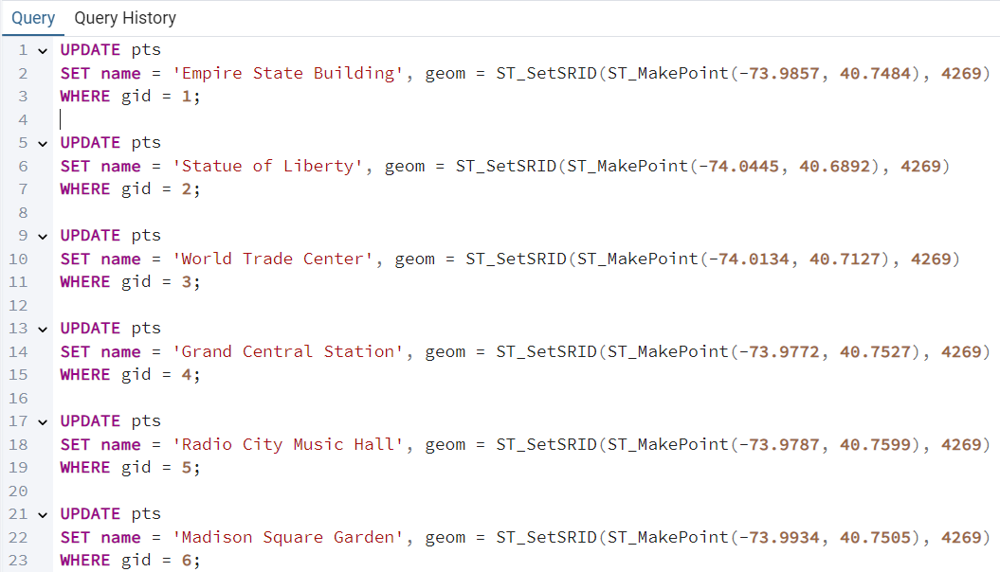 Query Query History
1 UPDATE pts
2 SET name = 'Empire State Building', geom = ST_SetSRID(ST_MakePoint(-73.9857, 40.7484), 4269)
3 WHERE gid = 1;
4
5 UPDATE pts
6 SET name = 'Statue of Liberty', geom = ST_SetSRID(ST_MakePoint(-74.0445, 40.6892), 4269)
7 WHERE gid = 2;
8
9 UPDATE pts
10 SET name = 'World Trade Center', geom = ST_SetSRID(ST_MakePoint(-74.0134, 40.7127), 4269)
11 WHERE gid = 3;
12
13 UPDATE pts
14 SET name = 'Grand Central Station', geom = ST_SetSRID(ST_MakePoint(-73.9772, 40.7527), 4269)
15 WHERE gid = 4;
16
17 UPDATE pts
18 SET name = 'Radio City Music Hall', geom = ST_SetSRID(ST_MakePoint(-73.9787, 40.7599), 4269)
19 WHERE gid = 5;
20
21 UPDATE pts
22 SET name = 'Madison Square Garden', geom = ST_SetSRID(ST_MakePoint(-73.9934, 40.7505), 4269)
23 WHERE gid = 6;